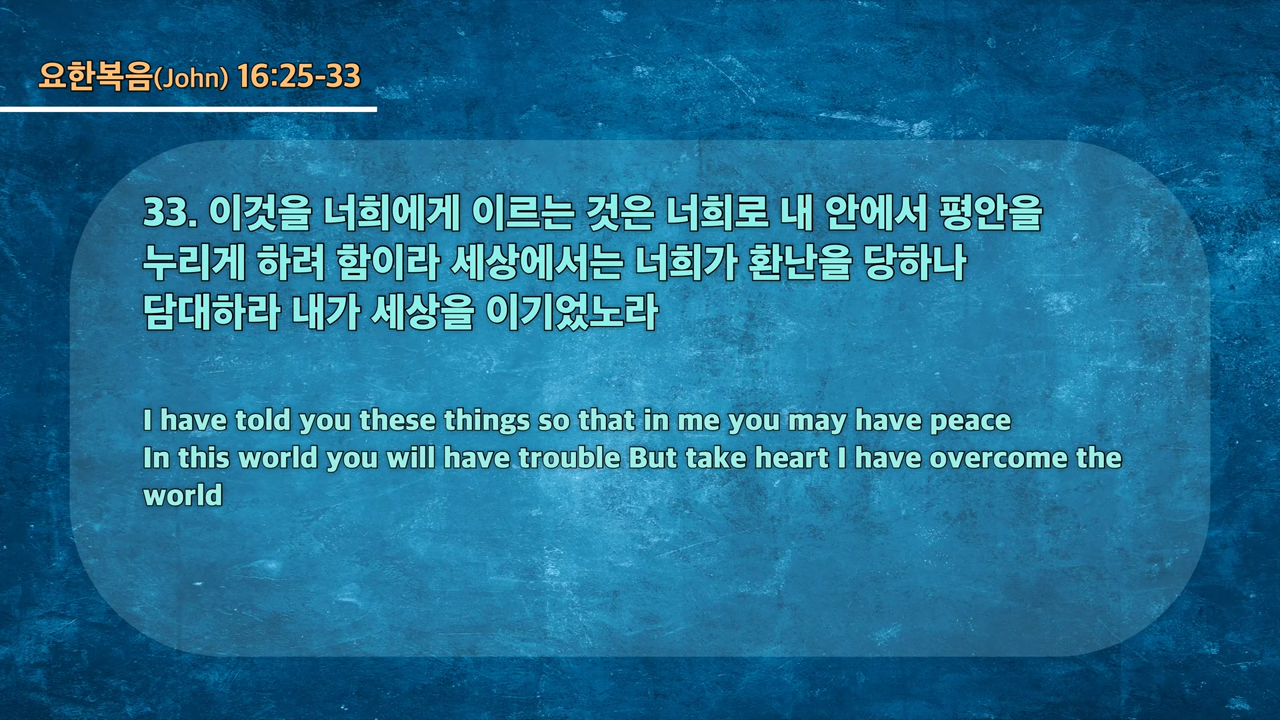 요한복음(John) 16:25-33
33. 이것을 너희에게 이르는 것은 너희로 내 안에서 평안을
누리게 하려 함이라 세상에서는 너희가 환난을 당하나
담대하라 내가 세상을 이기었노라
I have told you these things so that in me you may have peace
In this world you will have trouble But take heart I have overcome the
world